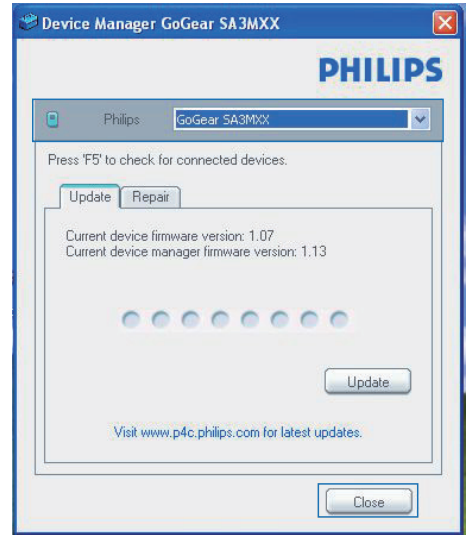 Device Manager GoGear SA3MXX
PHILIPS
Philips GoGear SA3MXX
Press 'F5' to check for connected devices.
Update Repair
Current device firmware version: 1.07
Current device manager firmware version: 1.13
Update
Visit www.p4c.philips.com for latest updates.
Close